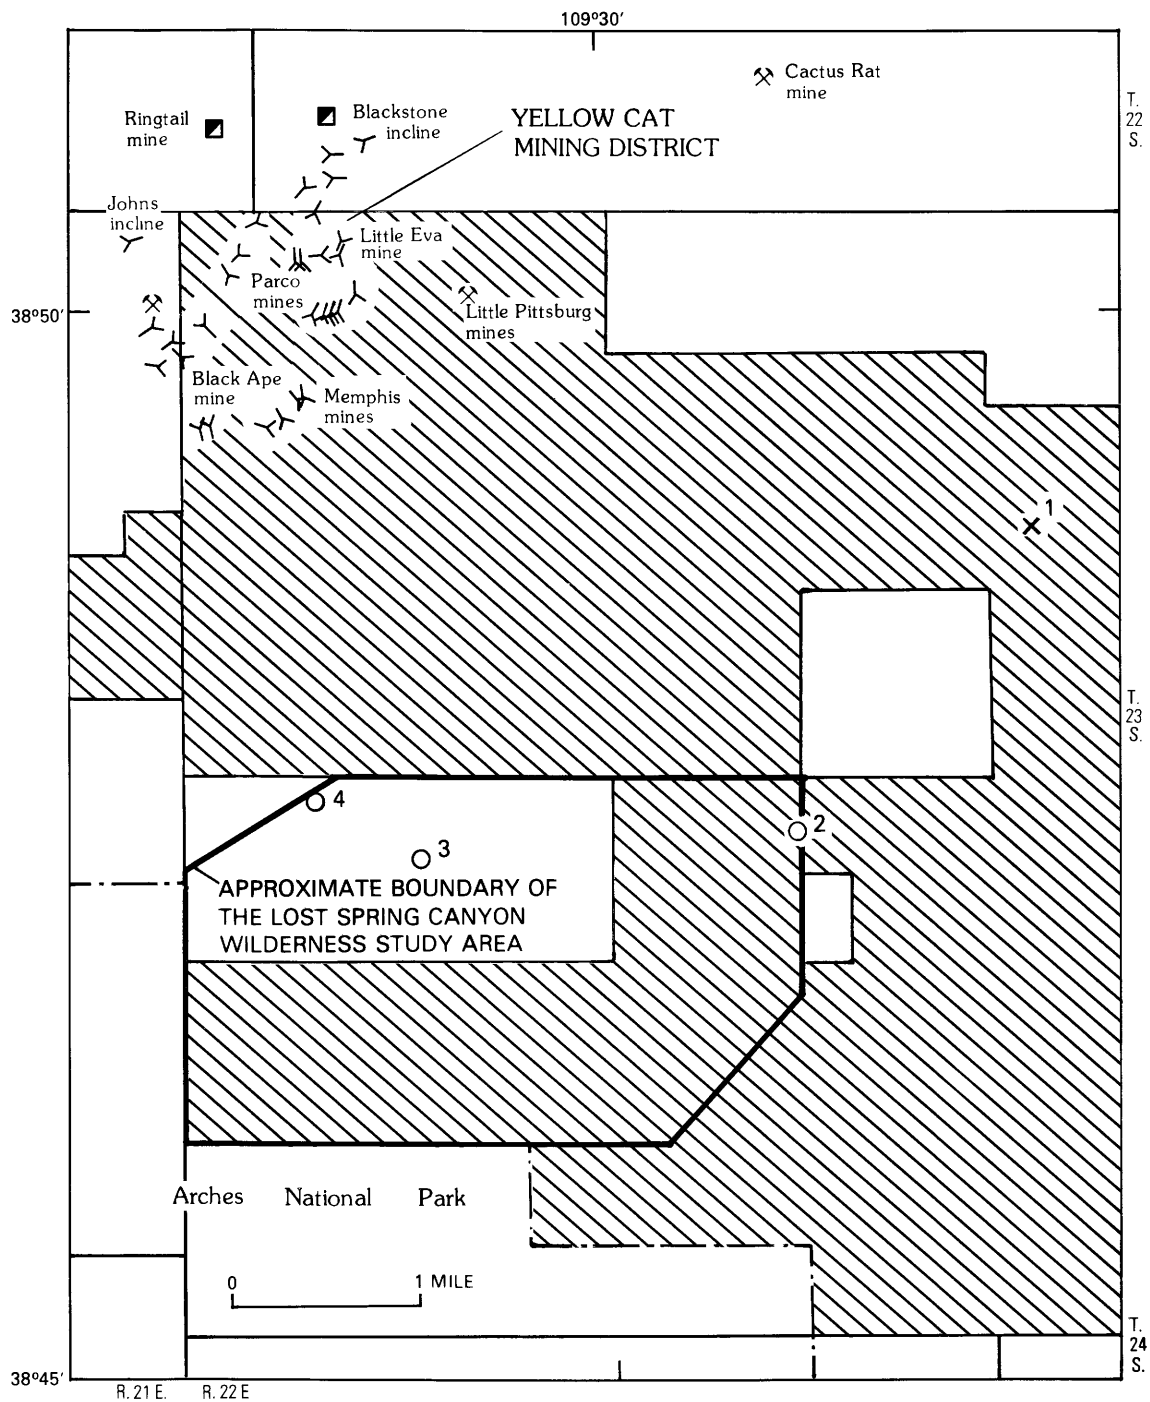 109°30'
Cactus Rat
mine
T.
22
S.
Ringtail
mine
Blackstone
incline
YELLOW CAT
MINING DISTRICT
Johns
incline
Little Eva
mine
Parco
mines
38°50'
Little Pittsburg
mines
Black Ape
mine
Memphis
mines
1
T.
23
S.
4
2
3
APPROXIMATE BOUNDARY OF
THE LOST SPRING CANYON
WILDERNESS STUDY AREA
Arches National Park
0 1 MILE
T.
24
S.
38°45'
R. 21 E. R. 22 E